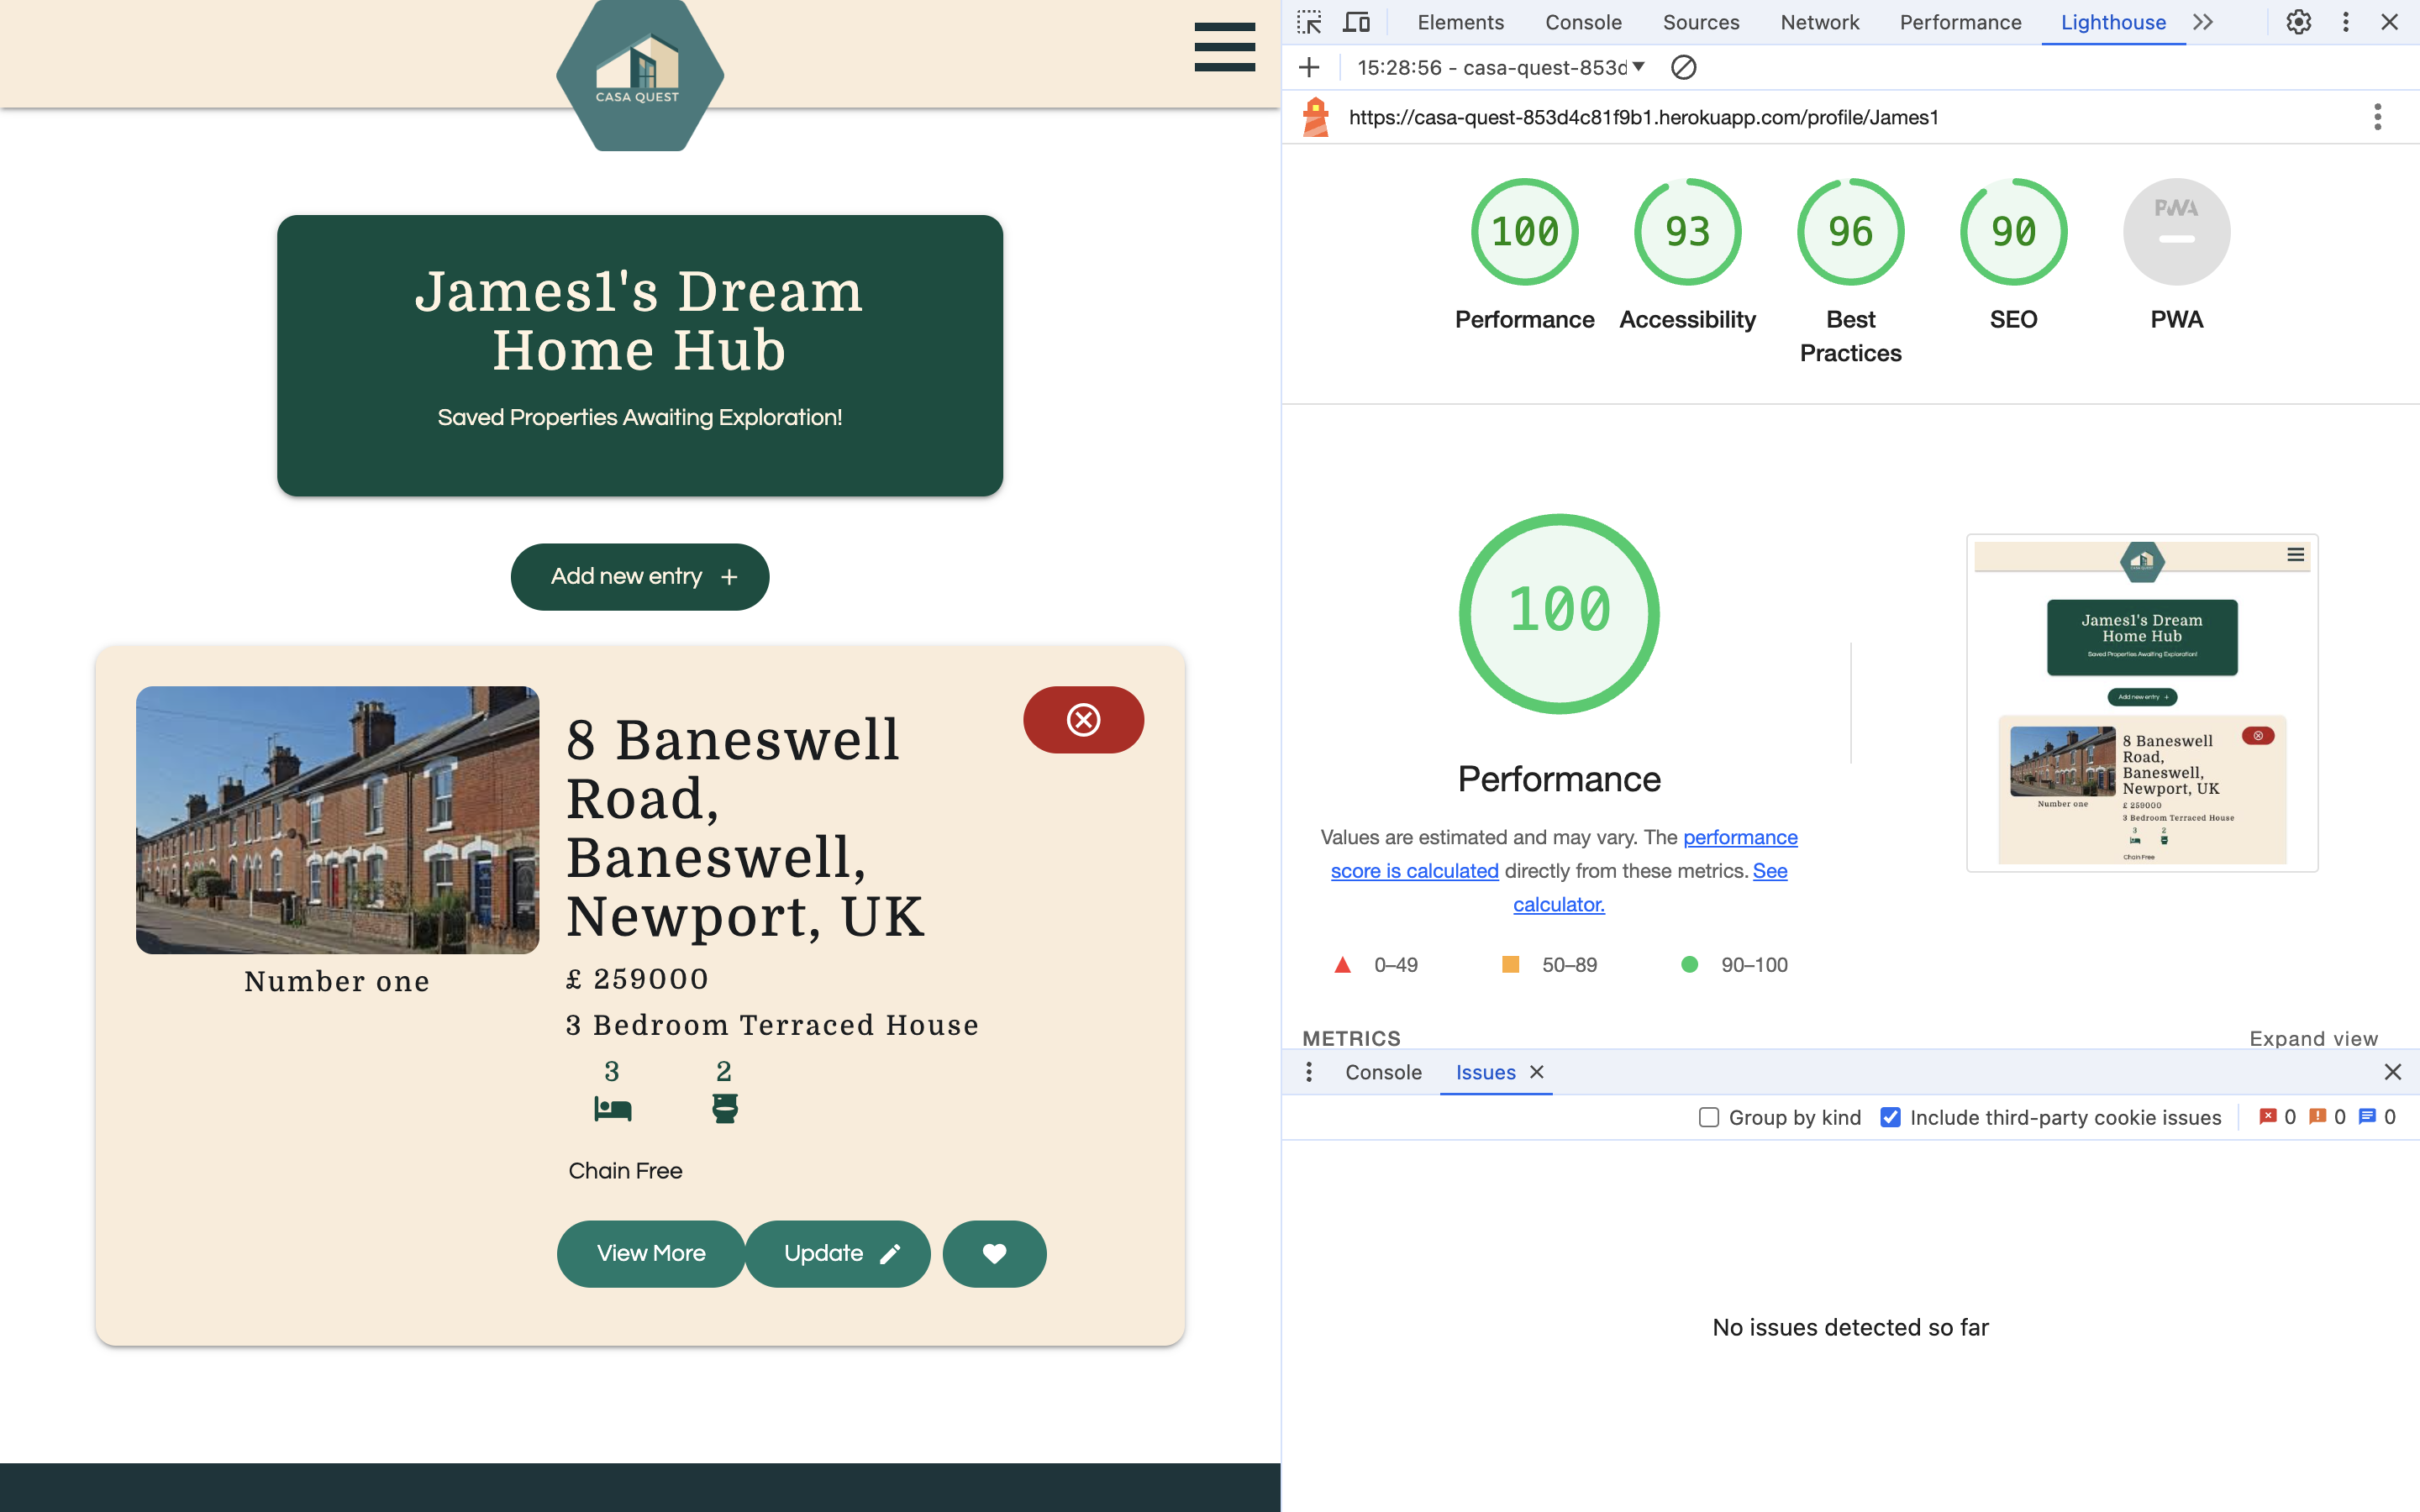 CASA QUEST
James1's Dream
Home Hub
Saved Properties Awaiting Exploration!
Add new entry +
8 Baneswell
Road,
Baneswell,
Newport, UK
Number one
£ 259000
3 Bedroom Terraced House
3 2
Chain Free
View More Update
Elements Console Sources Network Performance Lighthouse
15:28:56 - casa-quest-853d
https://casa-quest-853d4c81f9b1.herokuapp.com/profile/James1
100 93 96 90 PWA
Performance Accessibility Best Practices SEO PWA
100
Performance
Values are estimated and may vary. The performance
score is calculated directly from these metrics. See
calculator.
0–49 50–89 90–100
James1's Dream
Home Hub
Saved Properties Awaiting Exploration!
Add new entry +
8 Baneswell
Road,
Baneswell,
Newport, UK
Number one
£ 259000
3 Bedroom Terraced House
3 2
Chain Free
METRICS Expand view
Console Issues
Group by kind Include third-party cookie issues 0 0 0
No issues detected so far